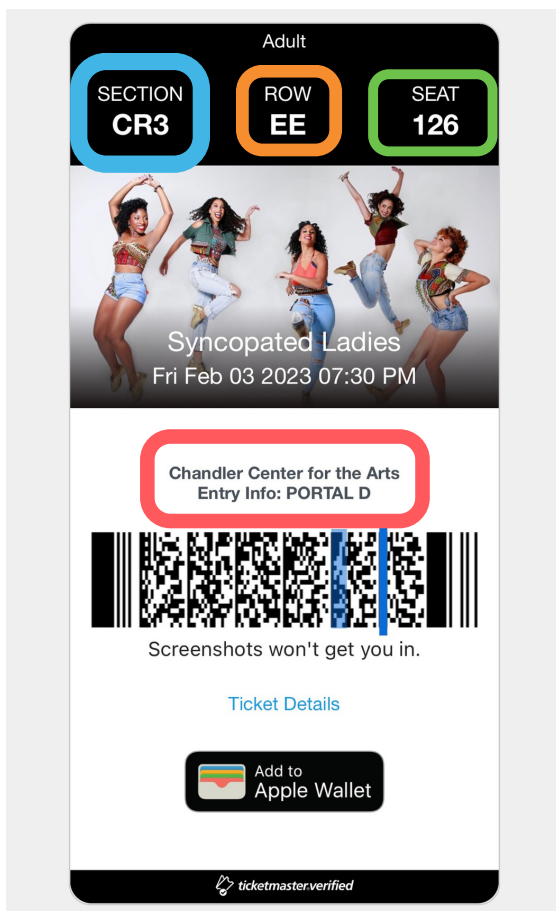 Adult
SECTION ROW SEAT
CR3 EE 126
Syncopated Ladies
Fri Feb 03 2023 07:30 PM
Chandler Center for the Arts
Entry Info: PORTAL D
Screenshots won't get you in.
Ticket Details
Add to
Apple Wallet
ticketmaster.verified